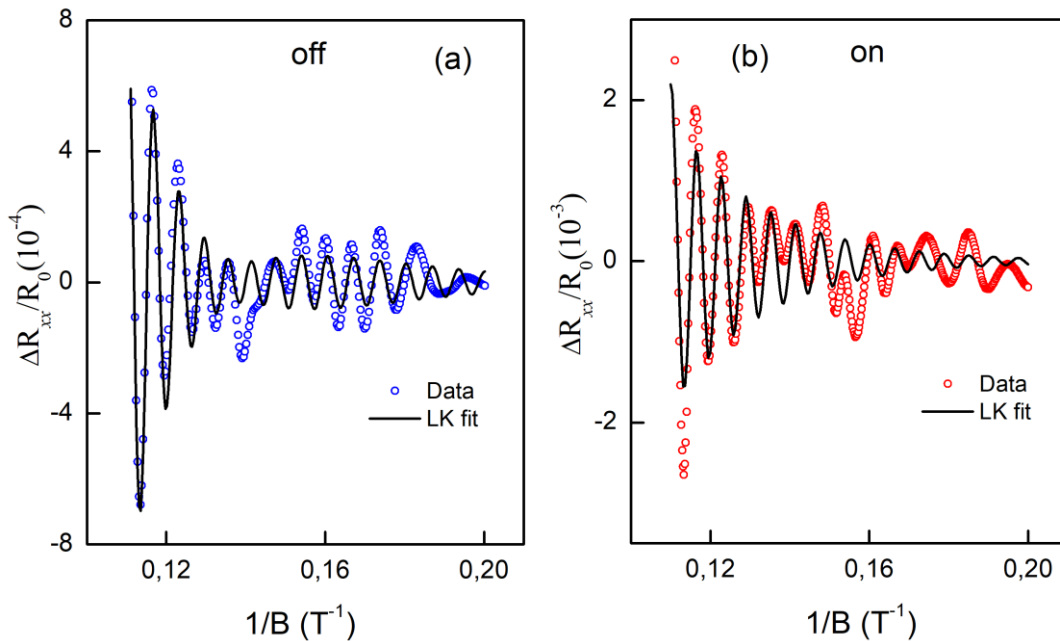 off
(a)
8
4
0
-4
-8
ΔR_xx/R_0(10^-4)
Data
LK fit
0,12
0,16
0,20
1/B (T^-1)
(b)
on
2
0
-2
ΔR_xx/R_0(10^-3)
Data
LK fit
0,12
0,16
0,20
1/B (T^-1)